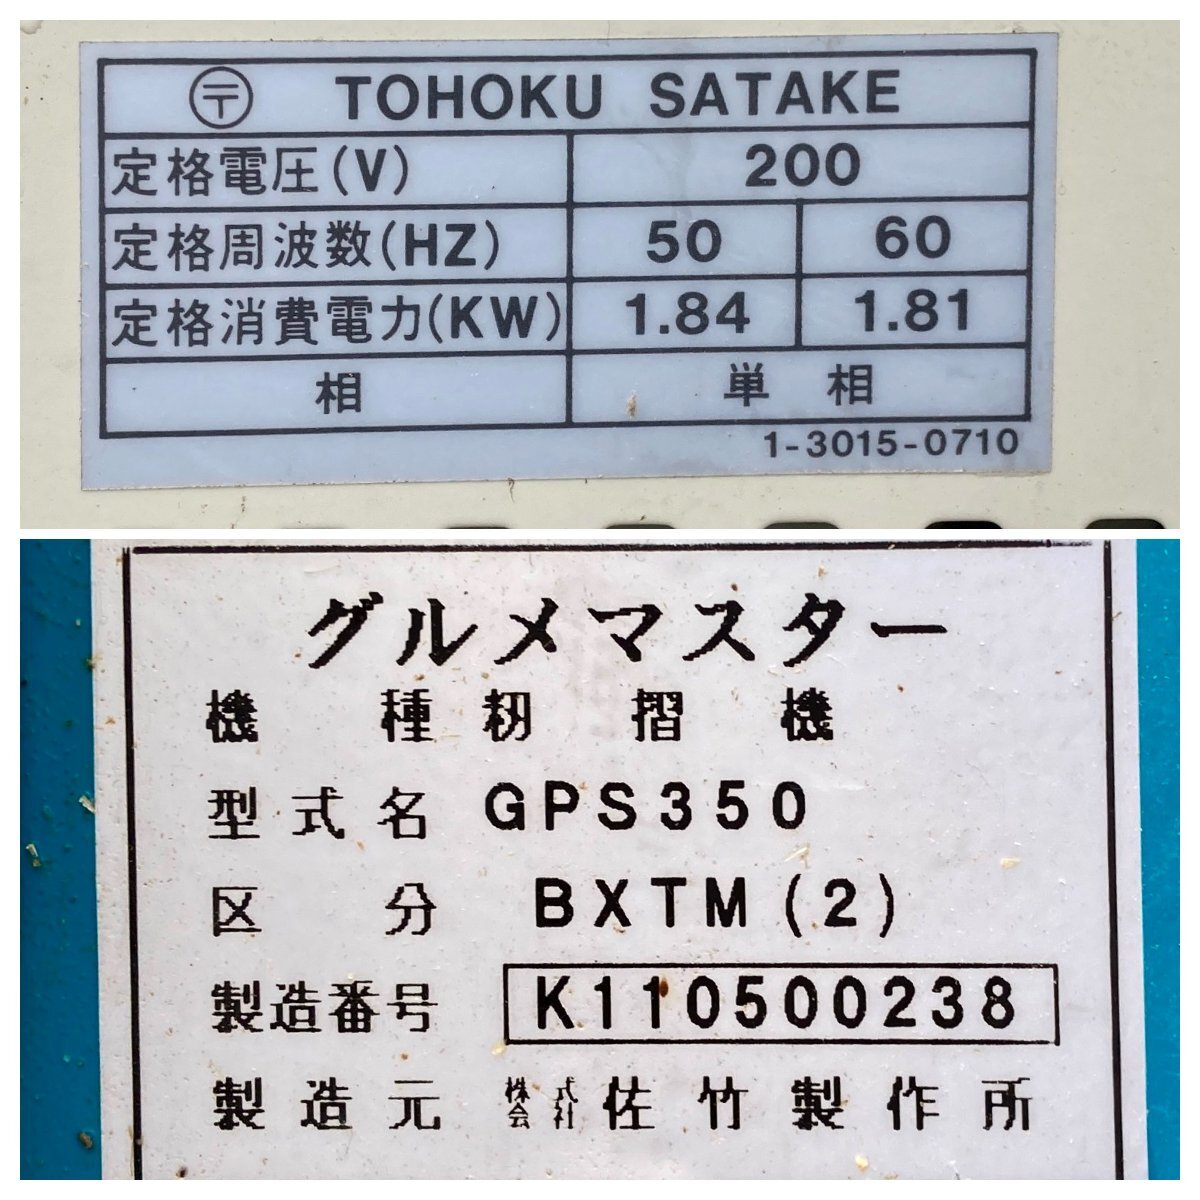 〒 TOHOKU SATAKE
定格電圧(V) 200
定格周波数(HZ) 50 60
定格消費電力(KW) 1.84 1.81
相 単相
1-3015-0710
グルメマスター
機種 籾摺機
型式名 GPS350
区分 BXTM(2)
製造番号 K110500238
製造元 株式会社 佐竹製作所